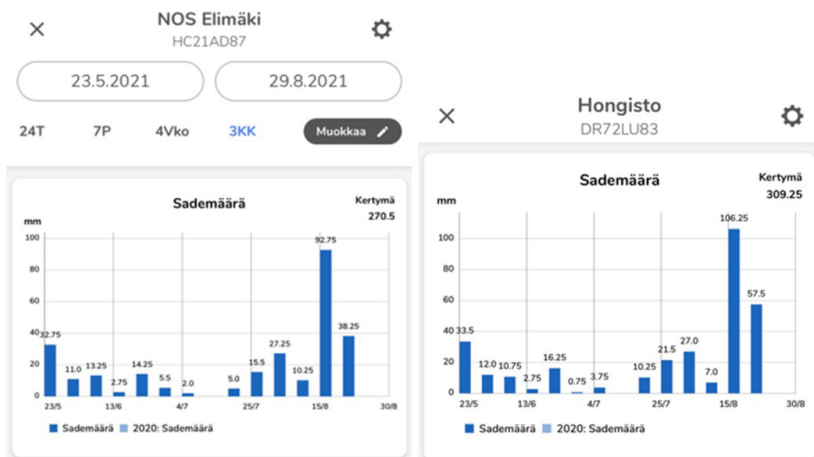 NOS Elimäki
HC21AD87
23.5.2021 29.8.2021
24T 7P 4Vko 3KK Muokkaa
Sademäärä
Kertymä
270.5
mm
100
80
60
40
20
0
32.75 11.0 13.25 2.75 14.25 5.5 2.0 5.0 15.5 27.25 10.25 92.75 38.25
23/5 13/6 4/7 25/7 15/8 30/8
Sademäärä 2020: Sademäärä
Hongisto
DR72LU83
Sademäärä
Kertymä
309.25
mm
100
80
60
40
20
0
33.5 12.0 10.75 2.75 16.25 0.75 3.75 10.25 21.5 27.0 7.0 106.25 57.5
23/5 13/6 4/7 25/7 15/8 30/8
Sademäärä 2020: Sademäärä